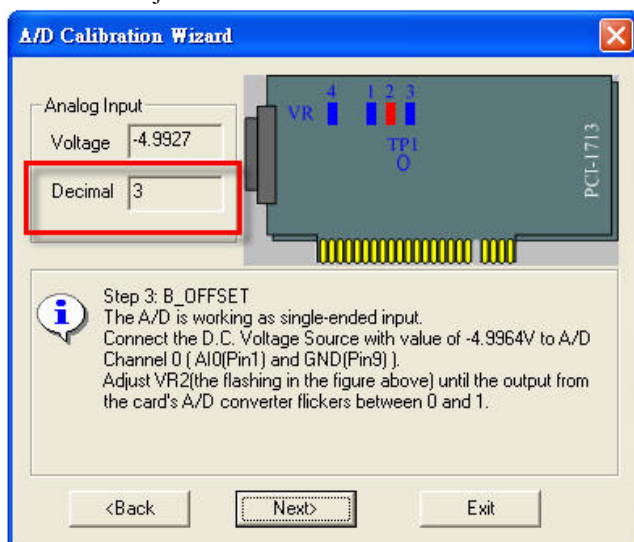 A/D Calibration Wizard
Analog Input
Voltage -4.9927
Decimal 3
4 1 2 3
VR
TP1
PCI-1713
Step 3: B_OFFSET
The A/D is working as single-ended input.
Connect the D.C. Voltage Source with value of -4.9964V to A/D
Channel 0 ( AI0(Pin1) and GND(Pin9) ).
Adjust VR2(the flashing in the figure above) until the output from
the card's A/D converter flickers between 0 and 1.
<Back
Next>
Exit